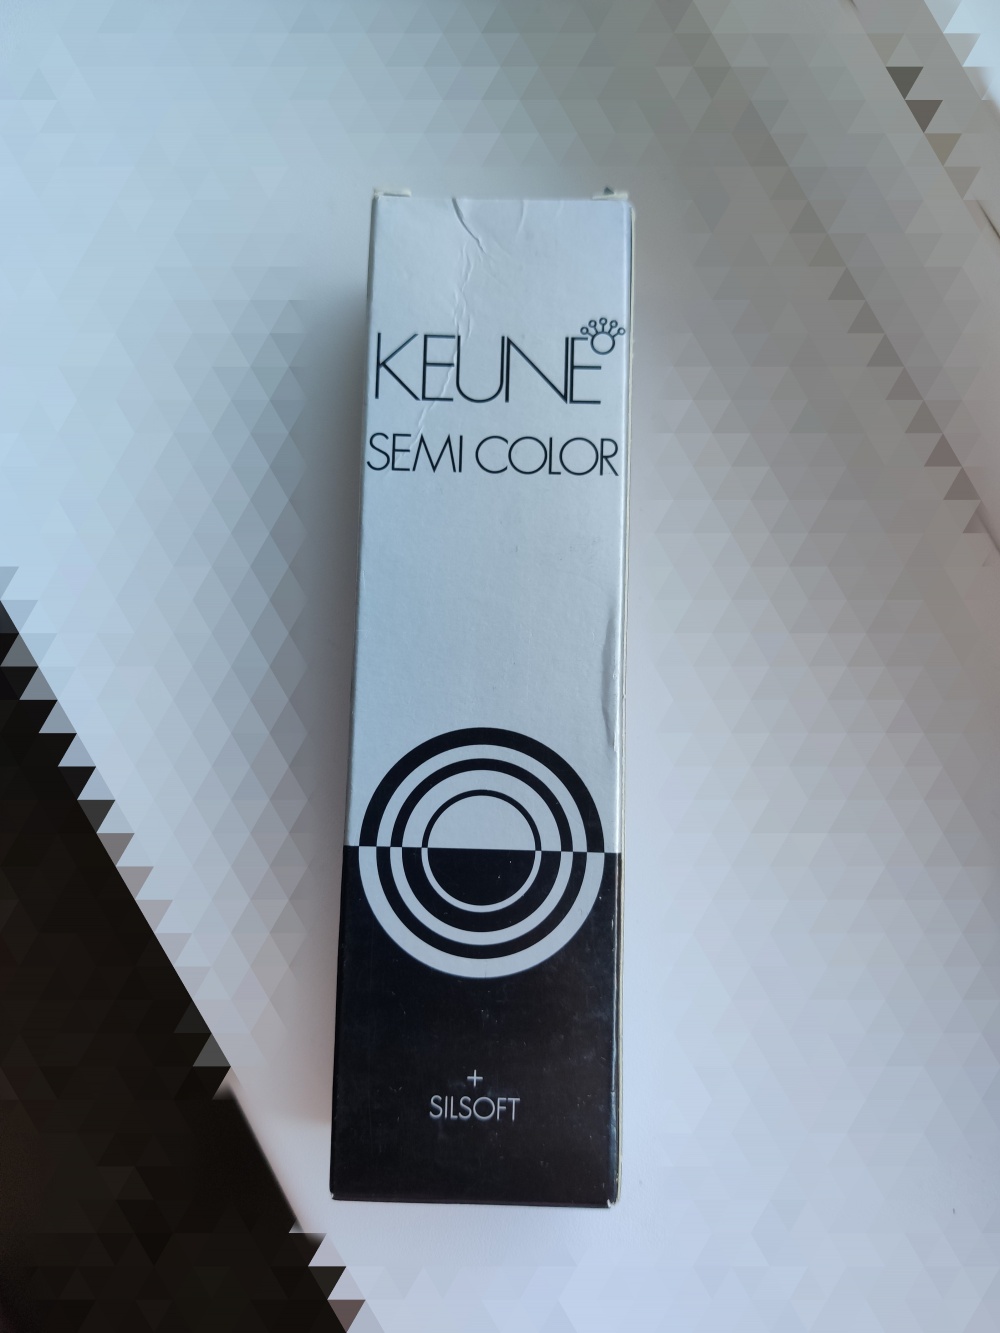 KEUNE
SEMI COLOR
+
SILSOFT